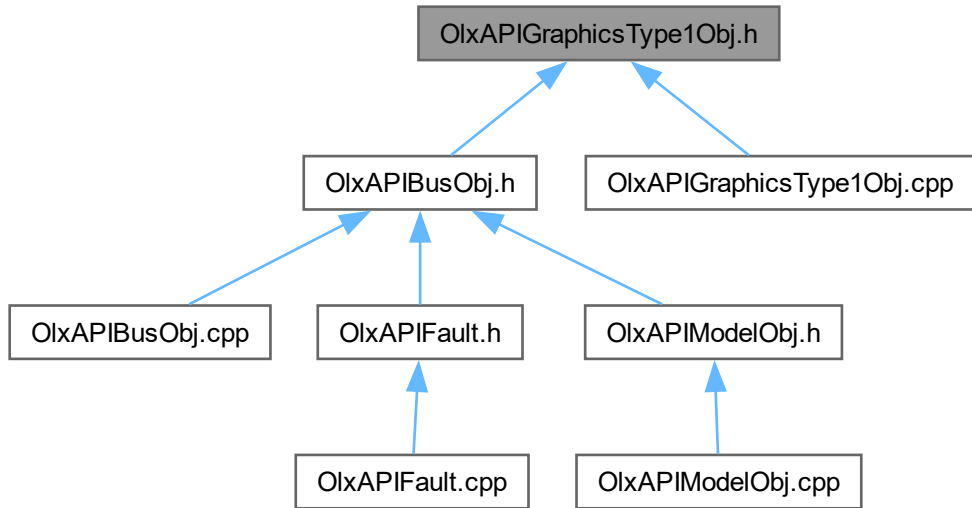 OlxAPIGraphicsType1Obj.h
OlxAPIBusObj.h
OlxAPIGraphicsType1Obj.cpp
OlxAPIBusObj.cpp
OlxAPIFault.h
OlxAPIModelObj.h
OlxAPIFault.cpp
OlxAPIModelObj.cpp